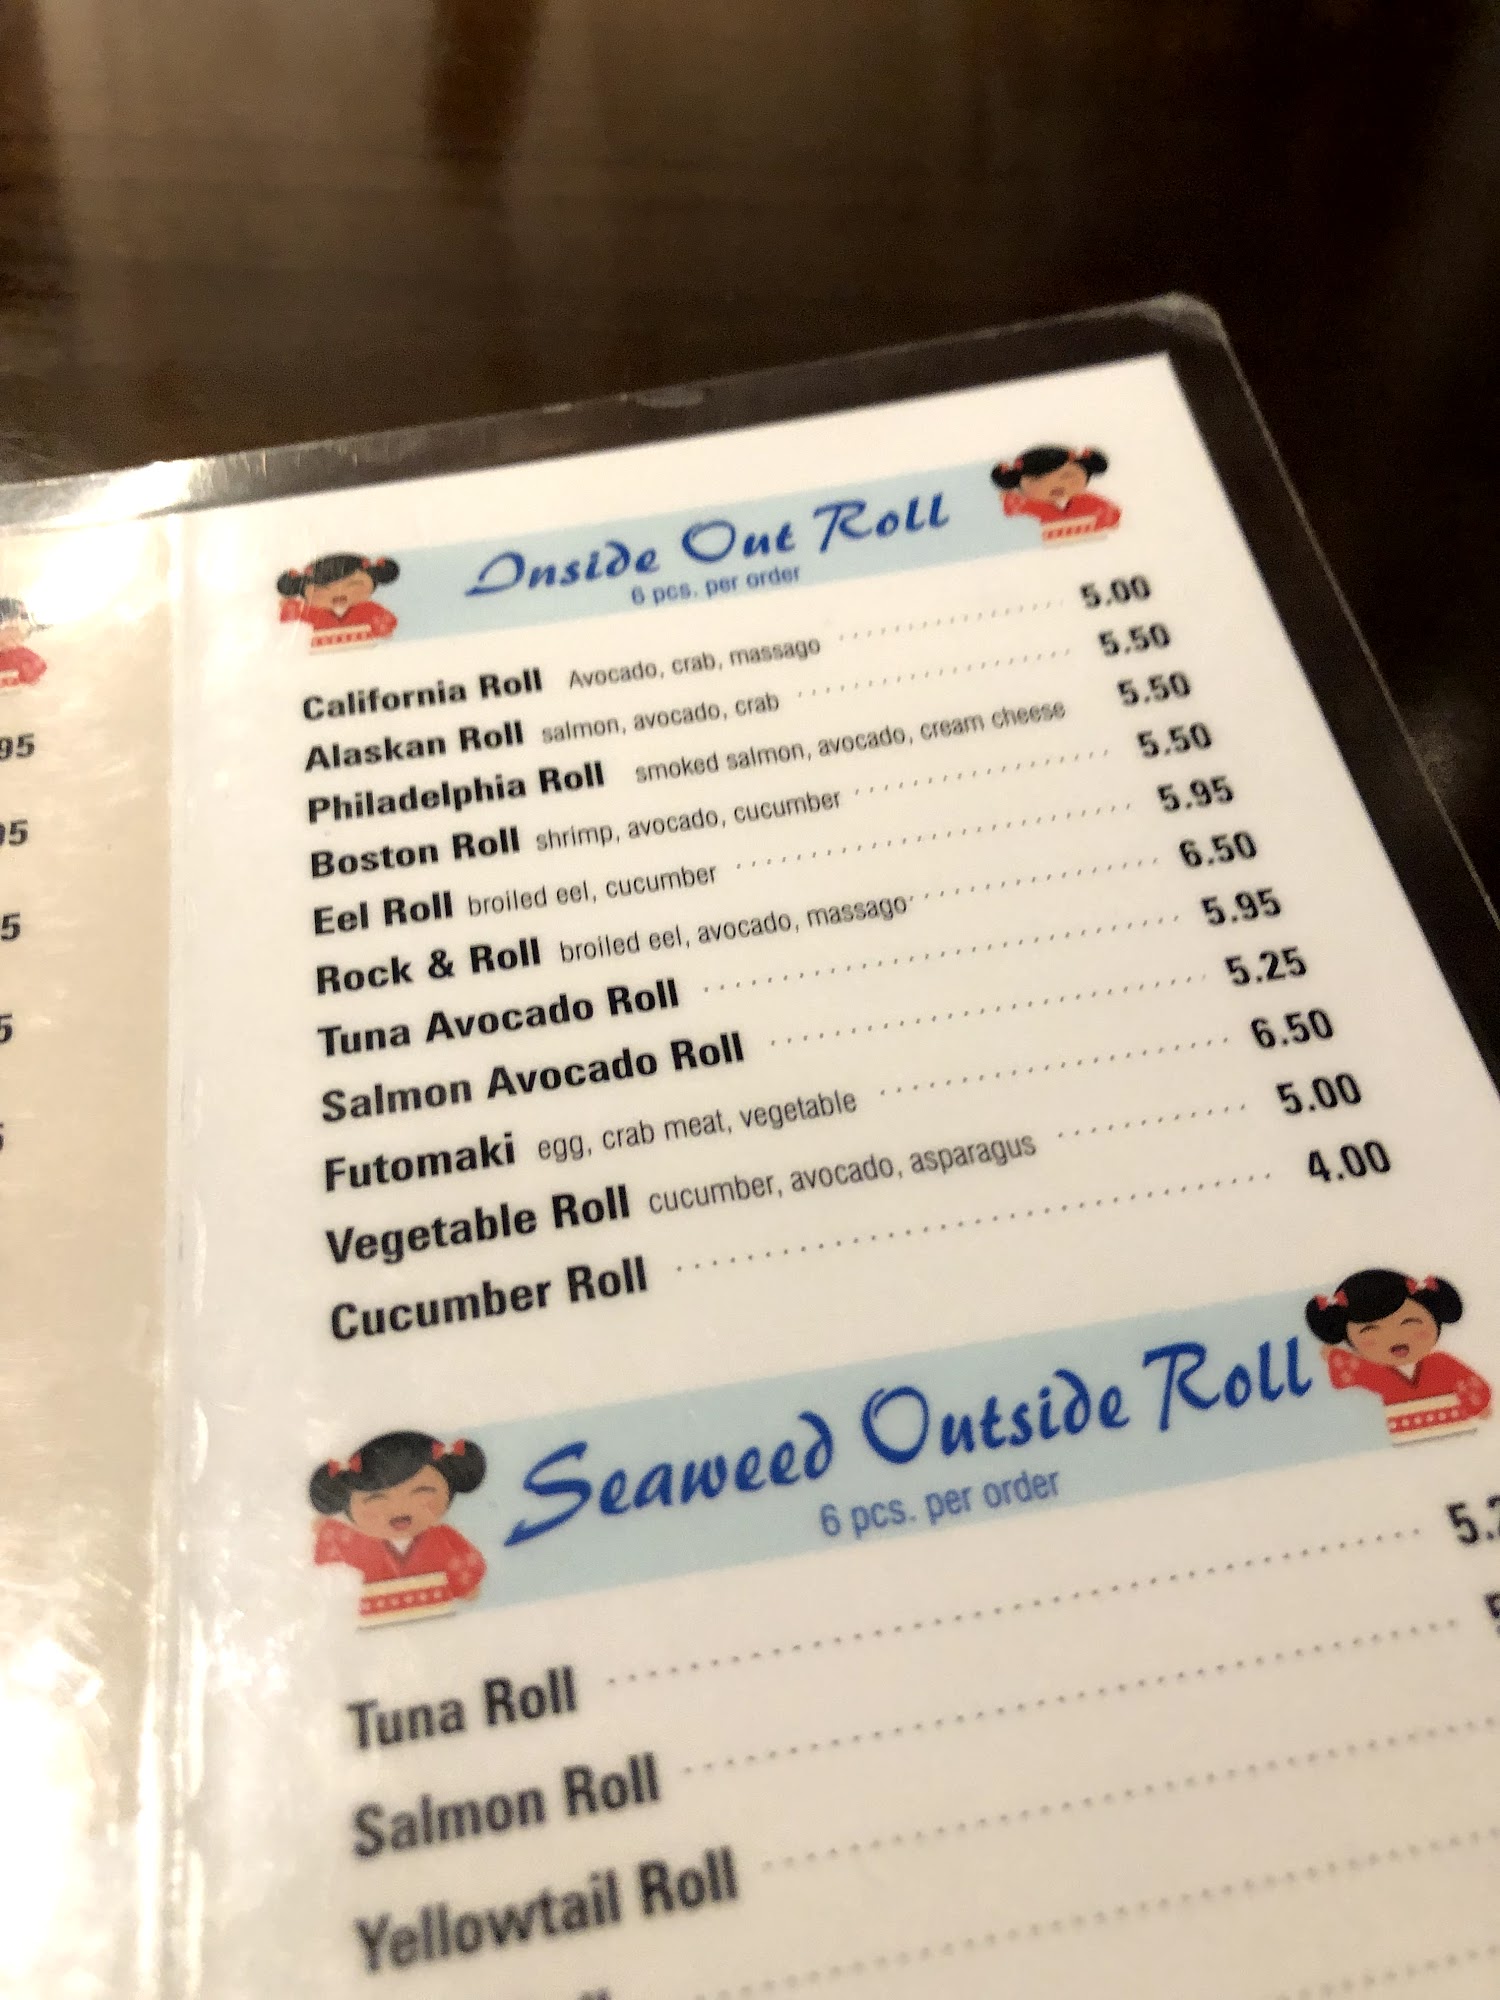 Inside Out Roll
6 pcs. per order
California Roll Avocado, crab, massago 5.00
Alaskan Roll salmon, avocado, crab 5.50
Philadelphia Roll smoked salmon, avocado, cream cheese 5.50
Boston Roll shrimp, avocado, cucumber 5.50
Eel Roll broiled eel, cucumber 5.95
Rock & Roll broiled eel, avocado, massago 6.50
Tuna Avocado Roll 5.95
Salmon Avocado Roll 5.25
Futomaki egg, crab meat, vegetable 6.50
Vegetable Roll cucumber, avocado, asparagus 5.00
Cucumber Roll 4.00
Seaweed Outside Roll
6 pcs. per order
Tuna Roll
Salmon Roll
Yellowtail Roll